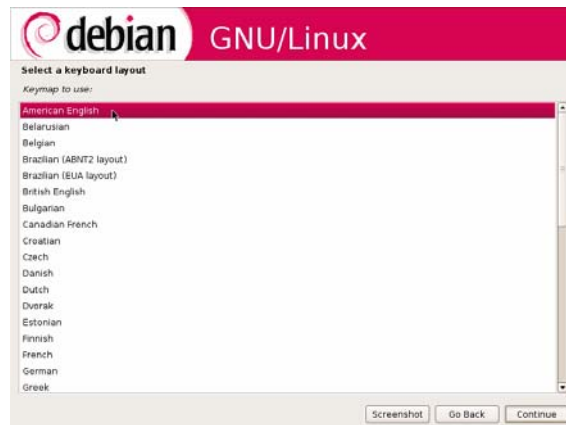 debian GNU/Linux
Select a keyboard layout
Keymap to use:
American English
Belarusian
Belgian
Brazilian (ABNT2 layout)
Brazilian (EUA layout)
British English
Bulgarian
Canadian French
Croatian
Czech
Danish
Dutch
Dvorak
Estonian
Finnish
French
German
Greek
Screenshot Go Back Continue